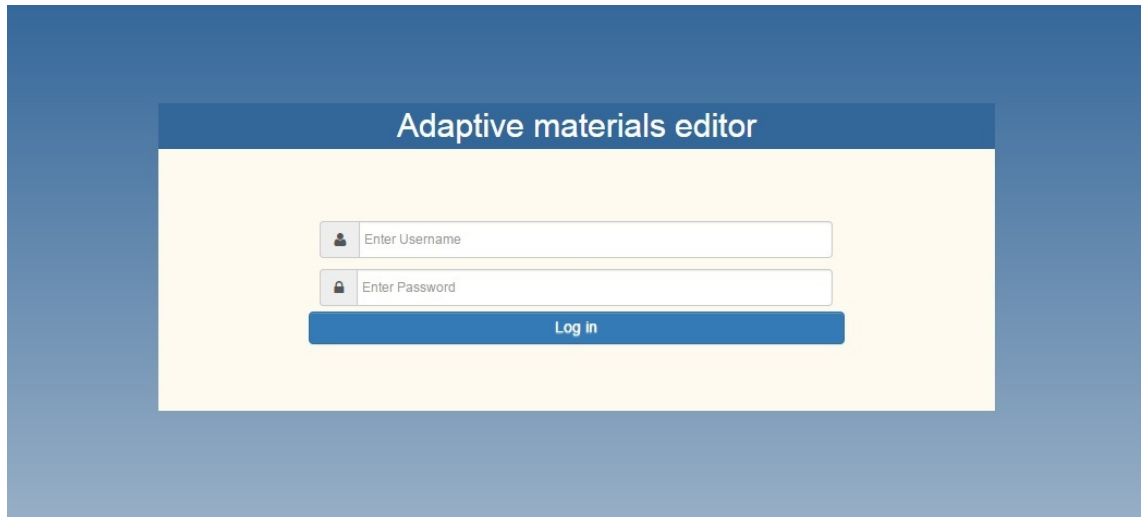 Adaptive materials editor
Enter Username
Enter Password
Log in